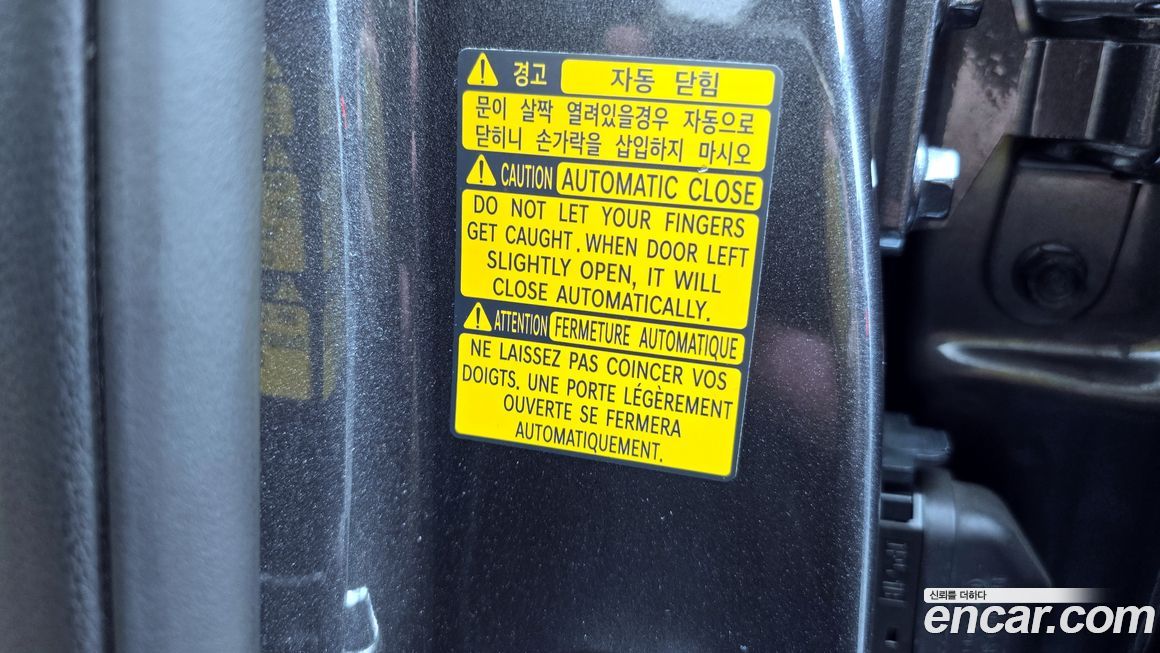 경고 자동 닫힘
문이 살짝 열려있을경우 자동으로
닫히니 손가락을 삽입하지 마시오
CAUTION AUTOMATIC CLOSE
DO NOT LET YOUR FINGERS
GET CAUGHT. WHEN DOOR LEFT
SLIGHTLY OPEN, IT WILL
CLOSE AUTOMATICALLY.
ATTENTION FERMETURE AUTOMATIQUE
NE LAISSEZ PAS COINCER VOS
DOIGTS. UNE PORTE LÉGÈREMENT
OUVERTE SE FERMERA
AUTOMATIQUEMENT.
신뢰를 더하다
encar.com